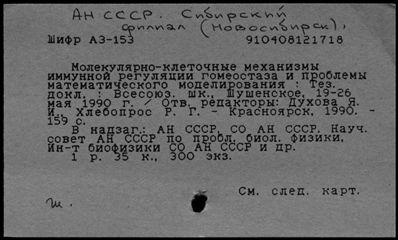 АН СССР. Сибирский
филиал (Новосибирск).
Шифр А3-153 910408121718
Молекулярно-клеточные механизмы
иммунной регуляции гомеостаза и проблемы
математического моделирования : Тез.
докл. : Всесоюз. шк., Шушенское, 19-26
мая 1990 г. / Отв. редакторы: Духова Я.
И., Хлебопрос Р. Г. - Красноярск, 1990. -
159 с.
В надзаг.: АН СССР, СО АН СССР, Науч.
совет АН СССР по пробл. биол. физики,
Ин-т биофизики СО АН СССР и др.
1 р. 35 к., 300 экз.
См. след. карт.